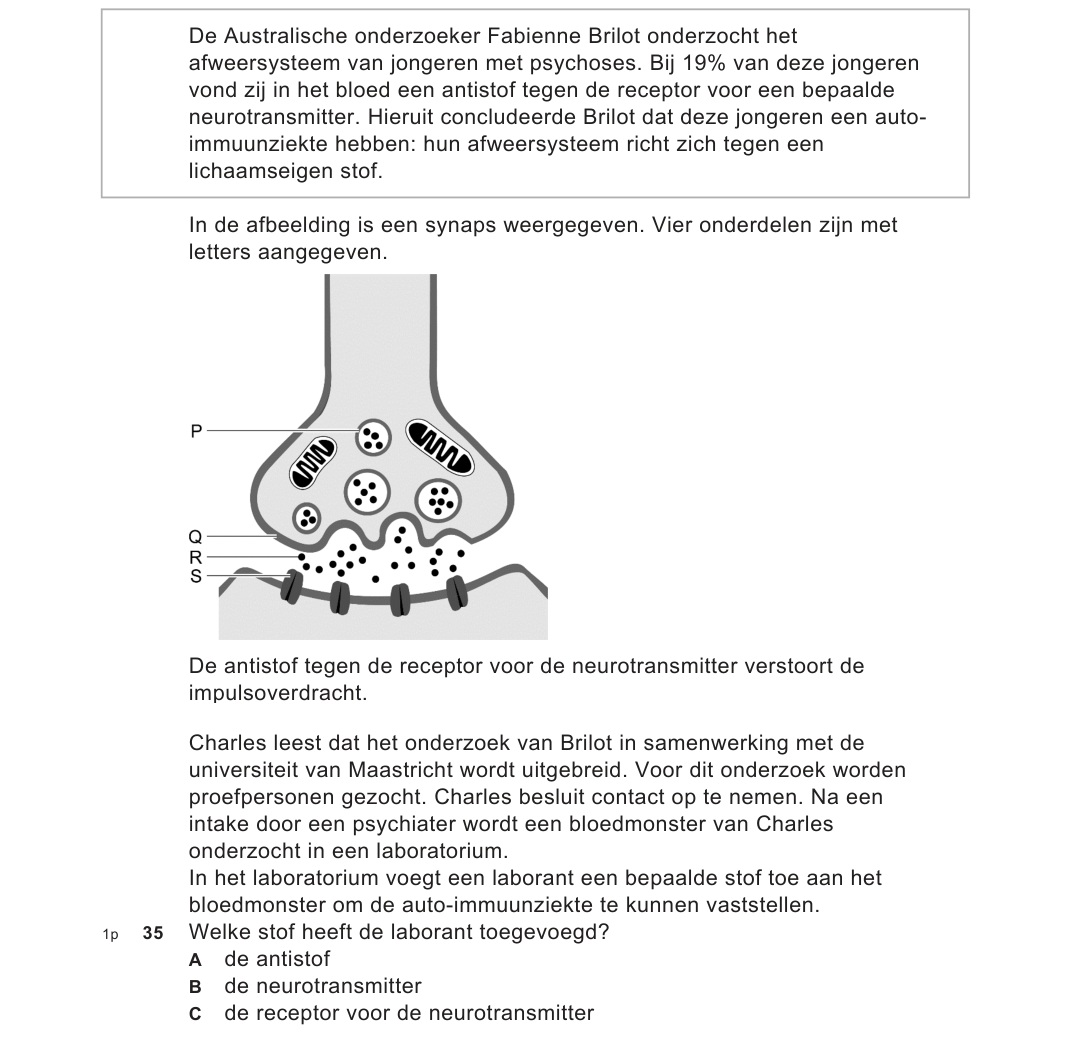 De Australische onderzoeker Fabienne Brilot onderzocht het
afweersysteem van jongeren met psychoses. Bij 19% van deze jongeren
vond zij in het bloed een antistof tegen de receptor voor een bepaalde
neurotransmitter. Hieruit concludeerde Brilot dat deze jongeren een auto-
immuunziekte hebben: hun afweersysteem richt zich tegen een
lichaamseigen stof.
In de afbeelding is een synaps weergegeven. Vier onderdelen zijn met
letters aangegeven.
P
Q
R
S
De antistof tegen de receptor voor de neurotransmitter verstoort de
impulsoverdracht.
Charles leest dat het onderzoek van Brilot in samenwerking met de
universiteit van Maastricht wordt uitgebreid. Voor dit onderzoek worden
proefpersonen gezocht. Charles besluit contact op te nemen. Na een
intake door een psychiater wordt een bloedmonster van Charles
onderzocht in een laboratorium.
In het laboratorium voegt een laborant een bepaalde stof toe aan het
bloedmonster om de auto-immuunziekte te kunnen vaststellen.
1p 35 Welke stof heeft de laborant toegevoegd?
A de antistof
B de neurotransmitter
C de receptor voor de neurotransmitter